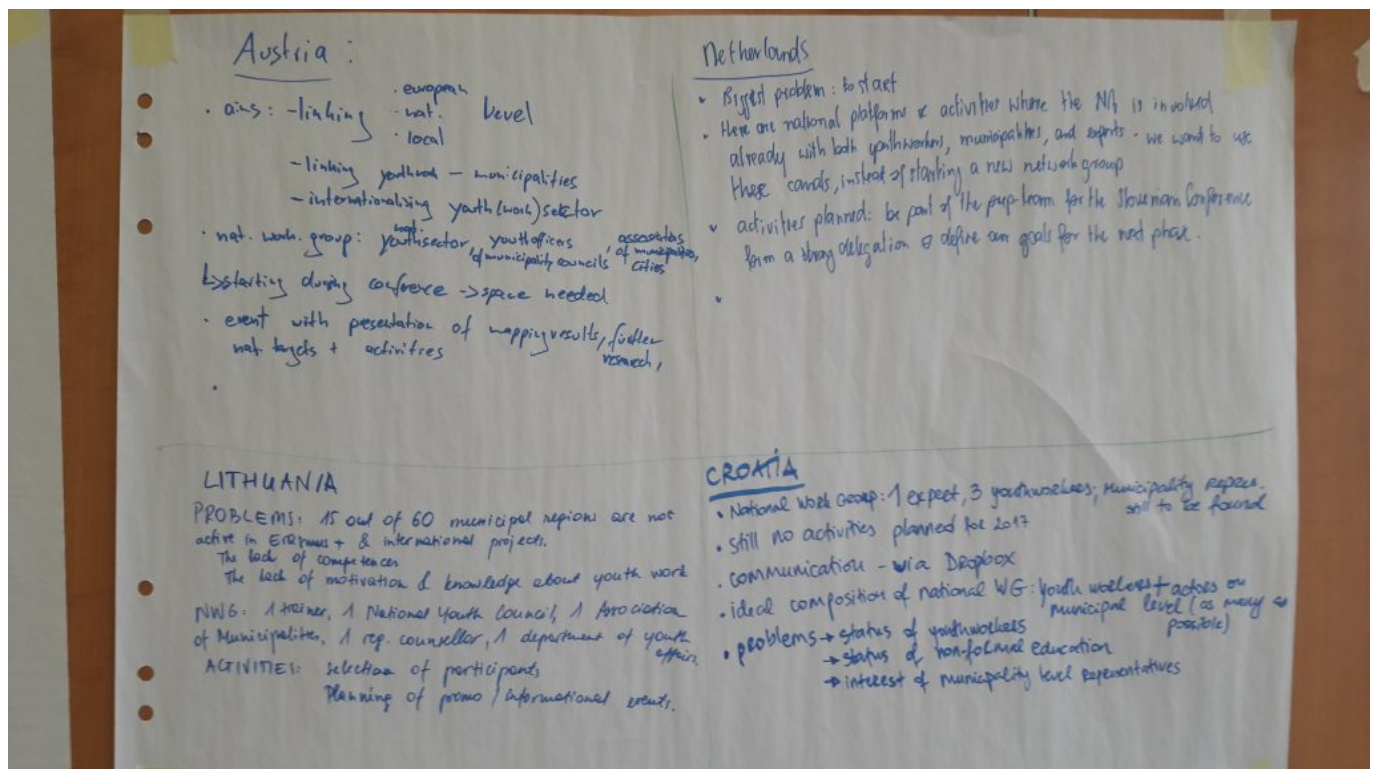 Austria :
· aims: - linking
· european
· nat.
· local
level
- linking youthwork - municipalities
- internationalizing youth(work)sector
· nat. work. group: youthsector, youthofficers
of municipality councils
, associations
of municipalities,
cities
↳ starting during conference -> space needed
· event with presentation of mapping results, further
research,
nat. targets + activities
·
Netherlands
• Biggest problem: to start
• Here are national platforms & activities where the NA is involved
already with both youthworkers, municipalities, and experts. we want to use
these, instead of starting a new network group
• activities planned: be part of the prep-team for the Slovenian Conference
form a strong delegation & define our goals for the next phase.
•
LITHUANIA
PROBLEMS: 15 out of 60 municipal regions are not
active in Erasmus + & international projects.
The lack of competences
The lack of motivation & knowledge about youth work
NWG: 1 trainer, 1 National Youth Council, 1 Association
of Municipalities, 1 reg. counsellor, 1 department of youth
affairs.
ACTIVITIES: selection of participants
Planning of promo / informational events.
CROATIA
• National Work Group: 1 expert, 3 youthworkers; municipality represen.
still to be found
• still no activities planned for 2017
• communication - via Dropbox
• ideal composition of national WG: youth workers + actors on
municipal level (as many as
possible)
• problems → status of youthworkers
→ status of non-formal education
→ interest of municipality level representatives